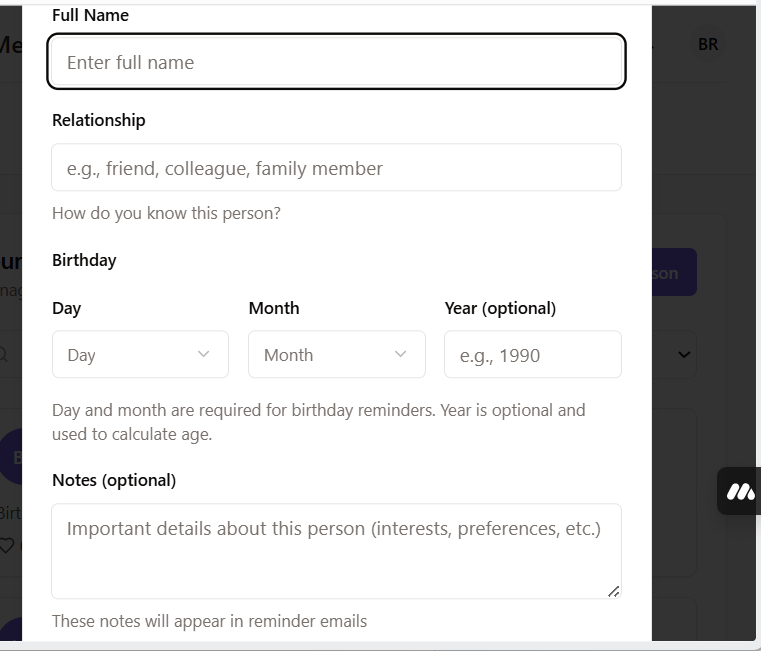 Full Name
BR
Enter full name
Relationship
e.g., friend, colleague, family member
How do you know this person?
Birthday
Day
Month
Year (optional)
Day
Month
e.g., 1990
Day and month are required for birthday reminders. Year is optional and
used to calculate age.
Notes (optional)
Important details about this person (interests, preferences, etc.)
These notes will appear in reminder emails